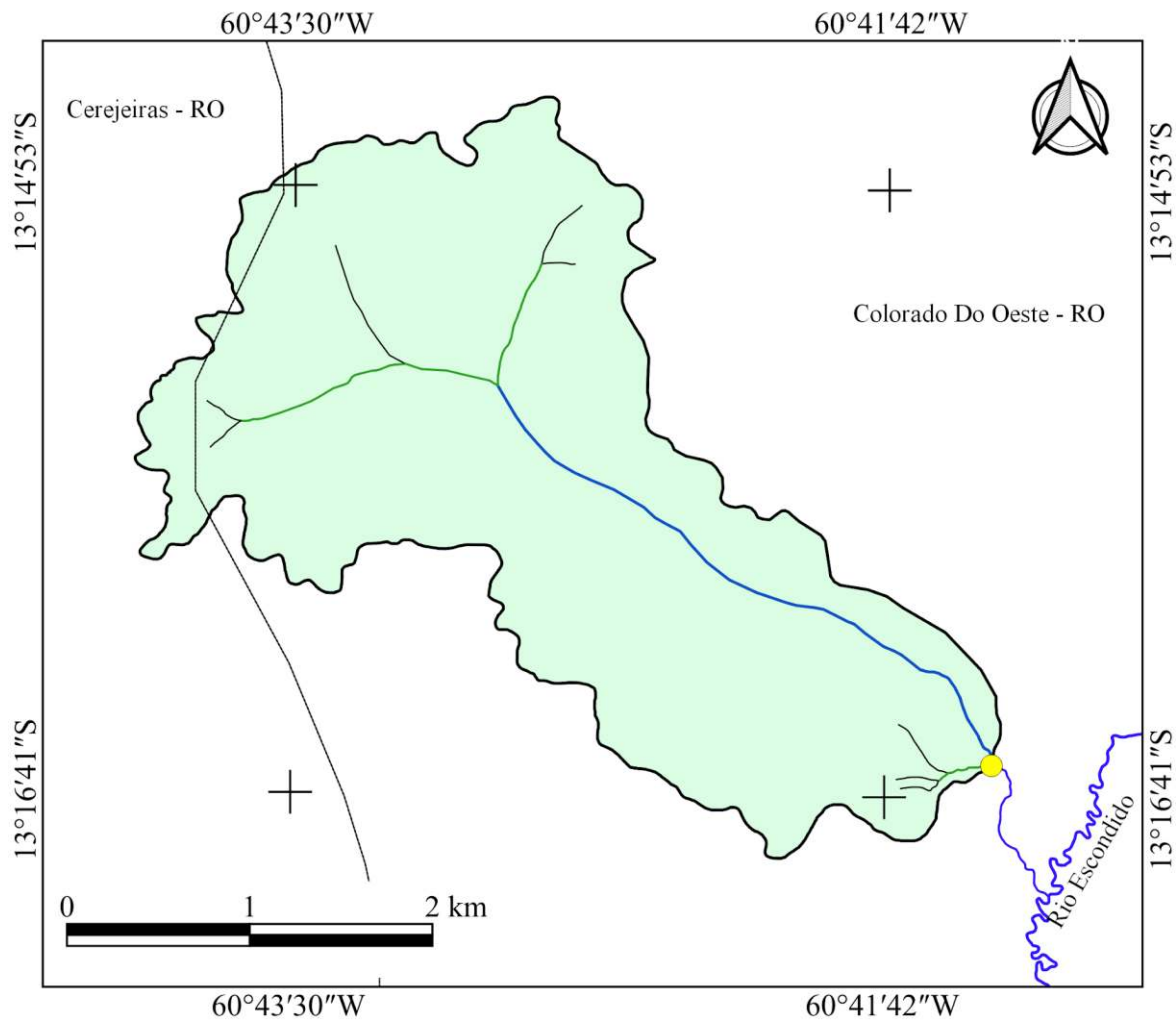 60°43'30"W 60°41'42"W
Cerejeiras - RO
13°14'53"S
13°14'53"S
Colorado Do Oeste - RO
13°16'41"S
13°16'41"S
Rio Escondido
0 1 2 km
60°43'30"W 60°41'42"W